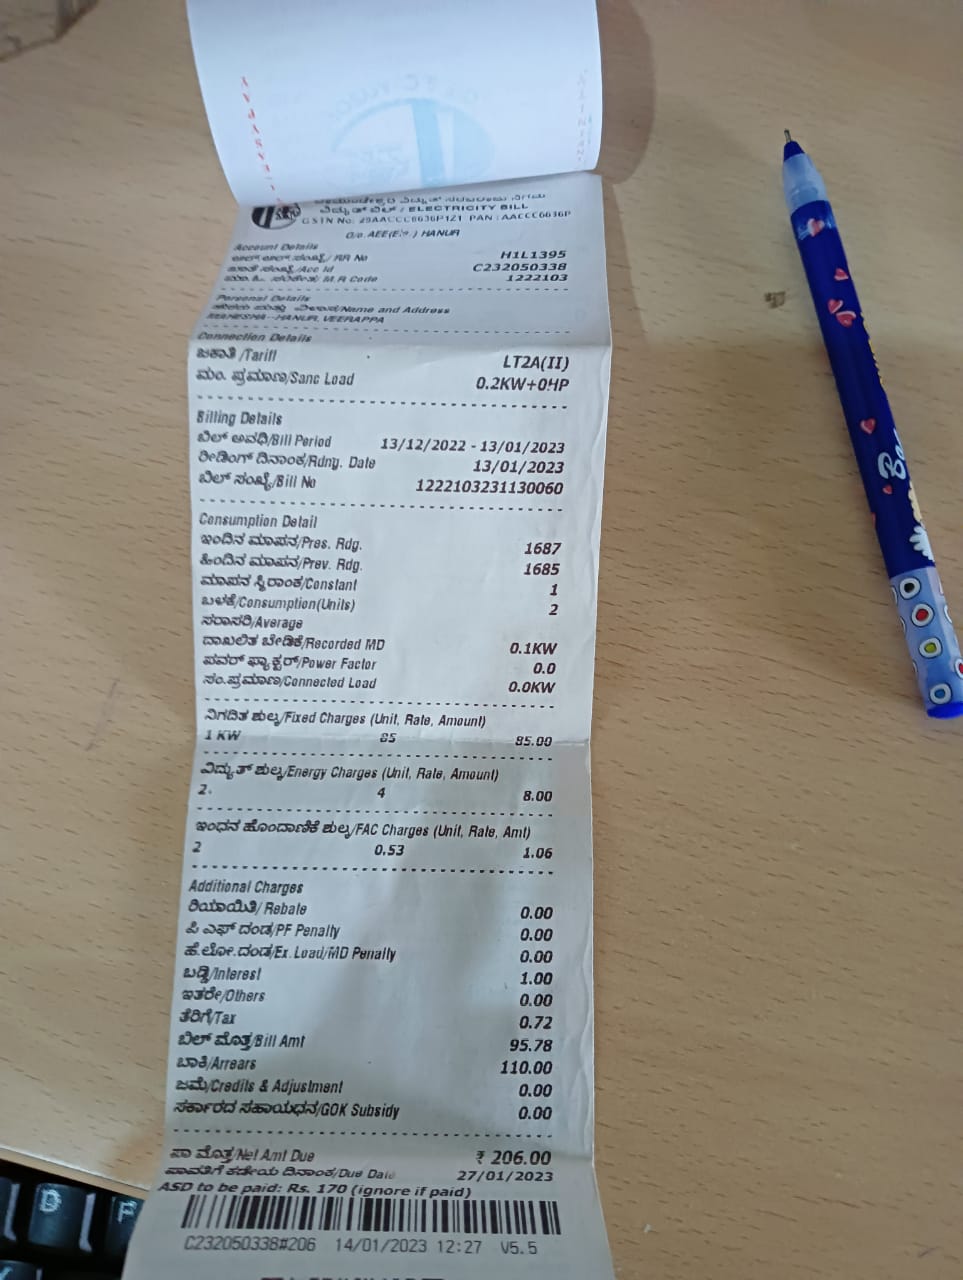 ವಿದ್ಯುತ್ ಬಿಲ್ / ELECTRICITY BILL
GSTN No: 29AACCC6636P1Z1 PAN : AACCC6636P
O/o. AEE(Ele.) HANUR
Account Details
ಆರ್.ಆರ್ ಸಂಖ್ಯೆ/ RR No H1L1395
ಖಾತೆ ಸಂಖ್ಯೆ/Acc Id C232050338
M R Code 1222103
Personal Details
ಹೆಸರು ಮತ್ತು ವಿಳಾಸ/Name and Address
MAHESHA--HANUR, VEERAPPA
Connection Details
ಜಕಾತಿ /Tariff LT2A(II)
ಮಂ. ಪ್ರಮಾಣ/Sanc Load 0.2KW+0HP
Billing Details
ಬಿಲ್ ಅವಧಿ/Bill Period 13/12/2022 - 13/01/2023
ರೀಡಿಂಗ್ ದಿನಾಂಕ/Rdng. Date 13/01/2023
ಬಿಲ್ ಸಂಖ್ಯೆ/Bill No 1222103231130060
Consumption Detail
ಇಂದಿನ ಮಾಪನ/Pres. Rdg. 1687
ಹಿಂದಿನ ಮಾಪನ/Prev. Rdg. 1685
ಮಾಪನ ಸ್ಥಿರಾಂಕ/Constant 1
ಬಳಕೆ/Consumption(Units) 2
ಸರಾಸರಿ/Average
ದಾಖಲಿತ ಬೇಡಿಕೆ/Recorded MD 0.1KW
ಪವರ್ ಫ್ಯಾಕ್ಟರ್/Power Factor 0.0
ಸಂ.ಪ್ರಮಾಣ/Connected Load 0.0KW
ನಿಗದಿತ ಶುಲ್ಕ/Fixed Charges (Unit, Rate, Amount)
1 KW 85 85.00
ವಿದ್ಯುತ್ ಶುಲ್ಕ/Energy Charges (Unit, Rate, Amount)
2 4 8.00
ಇಂಧನ ಹೊಂದಾಣಿಕೆ ಶುಲ್ಕ/FAC Charges (Unit, Rate, Amt)
2 0.53 1.06
Additional Charges
ರಿಯಾಯಿತಿ/ Rebate 0.00
ಪಿ ಎಫ್ ದಂಡ/PF Penalty 0.00
ಹೆ.ಲೋ.ದಂಡ/Ex.Load/MD Penalty 0.00
ಬಡ್ಡಿ/Interest 1.00
ಇತರೇ/Others 0.00
ತೆರಿಗೆ/Tax 0.72
ಬಿಲ್ ಮೊತ್ತ/Bill Amt 95.78
ಬಾಕಿ/Arrears 110.00
ಜಮೆ/Credits & Adjustment 0.00
ಸರ್ಕಾರದ ಸಹಾಯಧನ/GOK Subsidy 0.00
ಪಾ ಮೊತ್ತ/Net Amt Due ₹ 206.00
ಪಾವತಿಗೆ ಕಡೇಯ ದಿನಾಂಕ/Due Date 27/01/2023
ASD to be paid: Rs. 170 (ignore if paid)
C232050338#206 14/01/2023 12:27 V5.5
D F